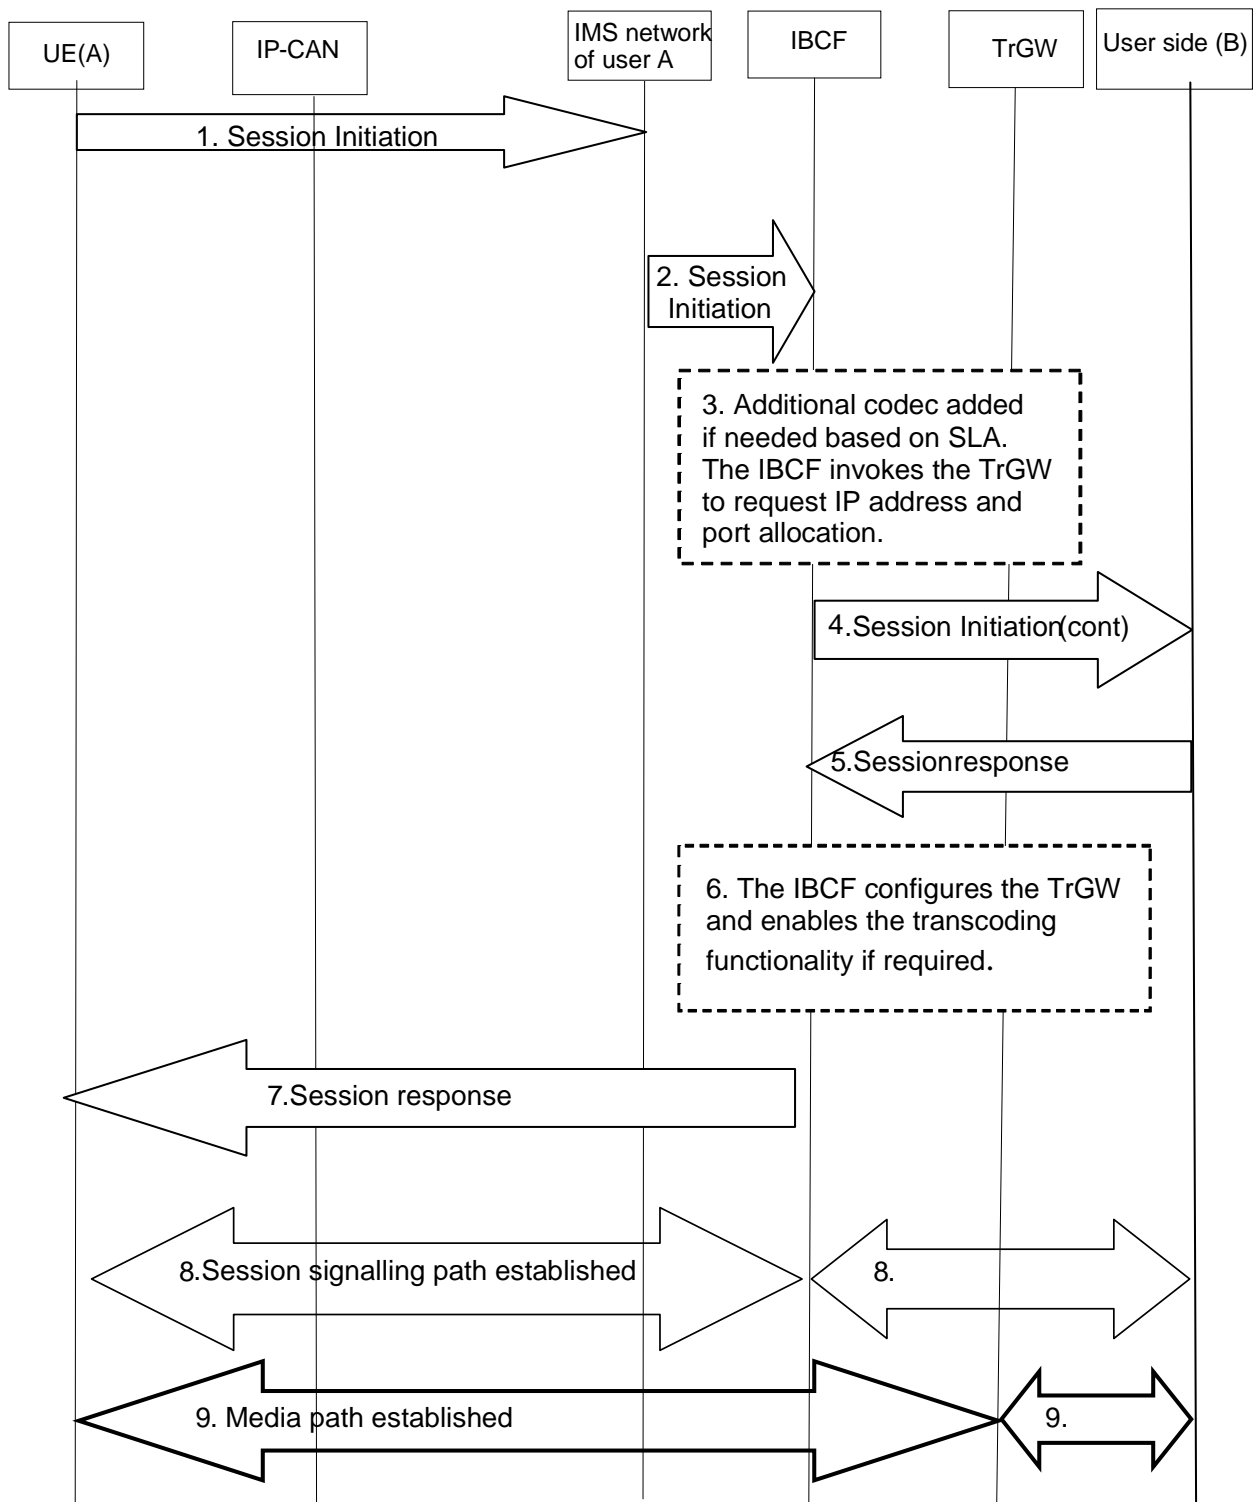 UE(A)
IP-CAN
IMS network
of user A
IBCF
TrGW
User side (B)
1. Session Initiation
2. Session
Initiation
3. Additional codec added
if needed based on SLA.
The IBCF invokes the TrGW
to request IP address and
port allocation.
4.Session Initiation(cont)
5.Sessionresponse
6. The IBCF configures the TrGW
and enables the transcoding
functionality if required.
7.Session response
8.Session signalling path established
8.
9. Media path established
9.